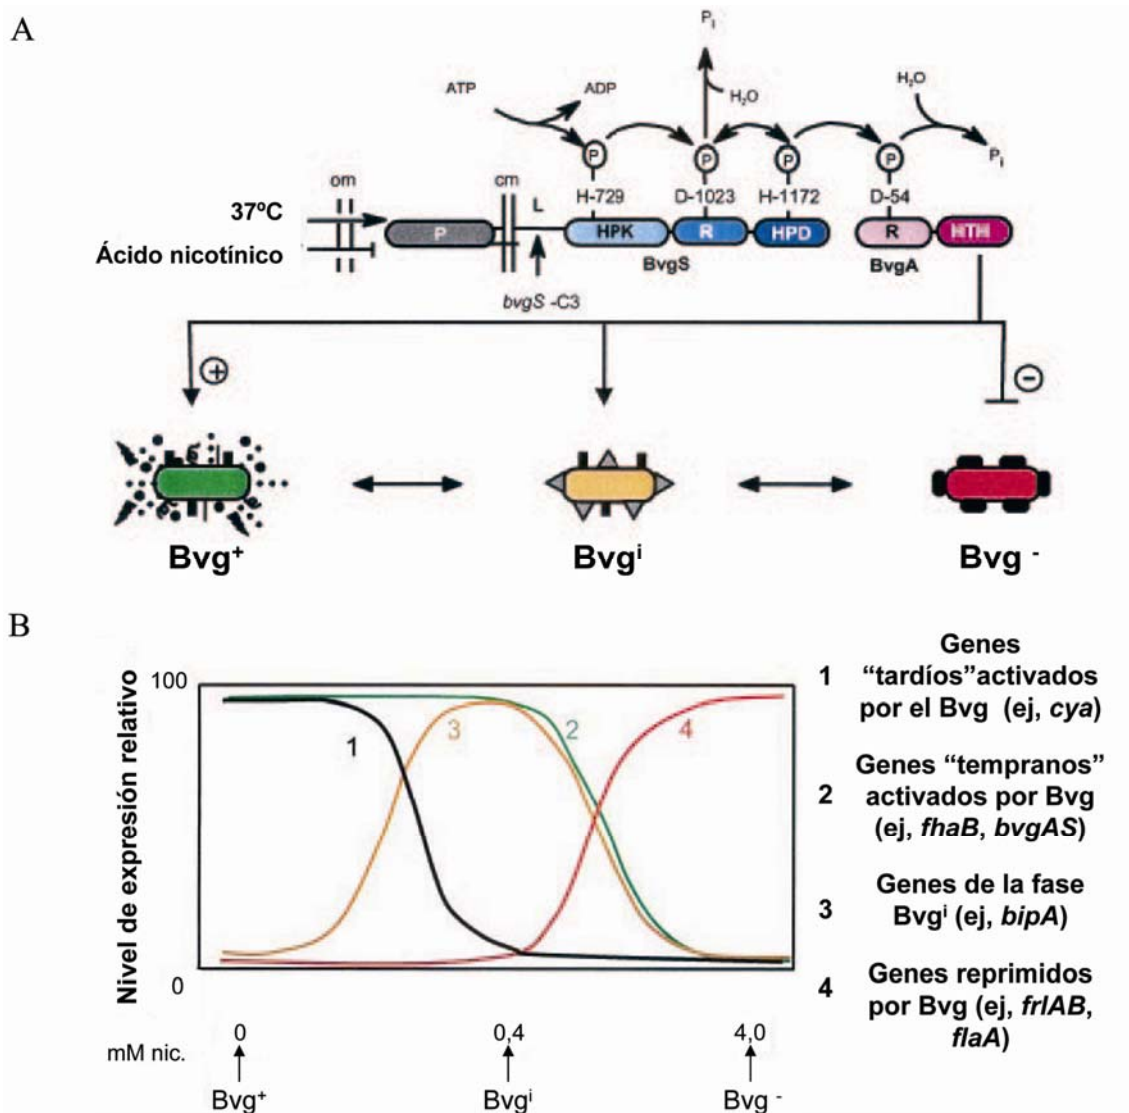 A
P_i
ATP
ADP
H₂O
H₂O
P
P
P
P
P_i
om
cm
L
H-729
D-1023
H-1172
D-54
37ºC
P
HPK
R
HPD
R
HTH
Ácido nicotínico
BvgS
BvgA
bvgS -C3
+
-
Bvg⁺
Bvgⁱ
Bvg ⁻
B
Nivel de expresión relativo
100
0
1
3
2
4
1
Genes
“tardíos”activados
por el Bvg (ej, cya)
2
Genes “tempranos”
activados por Bvg
(ej, fhaB, bvgAS)
3
Genes de la fase
Bvgⁱ (ej, bipA)
4
Genes reprimidos
por Bvg (ej, frlAB,
flaA)
mM nic.
0
0,4
4,0
Bvg⁺
Bvgⁱ
Bvg ⁻